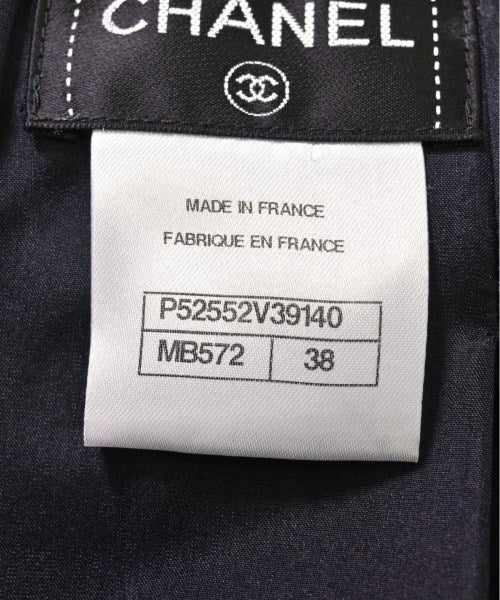 CHANEL
MADE IN FRANCE
FABRIQUE EN FRANCE
P52552V39140
MB572 38